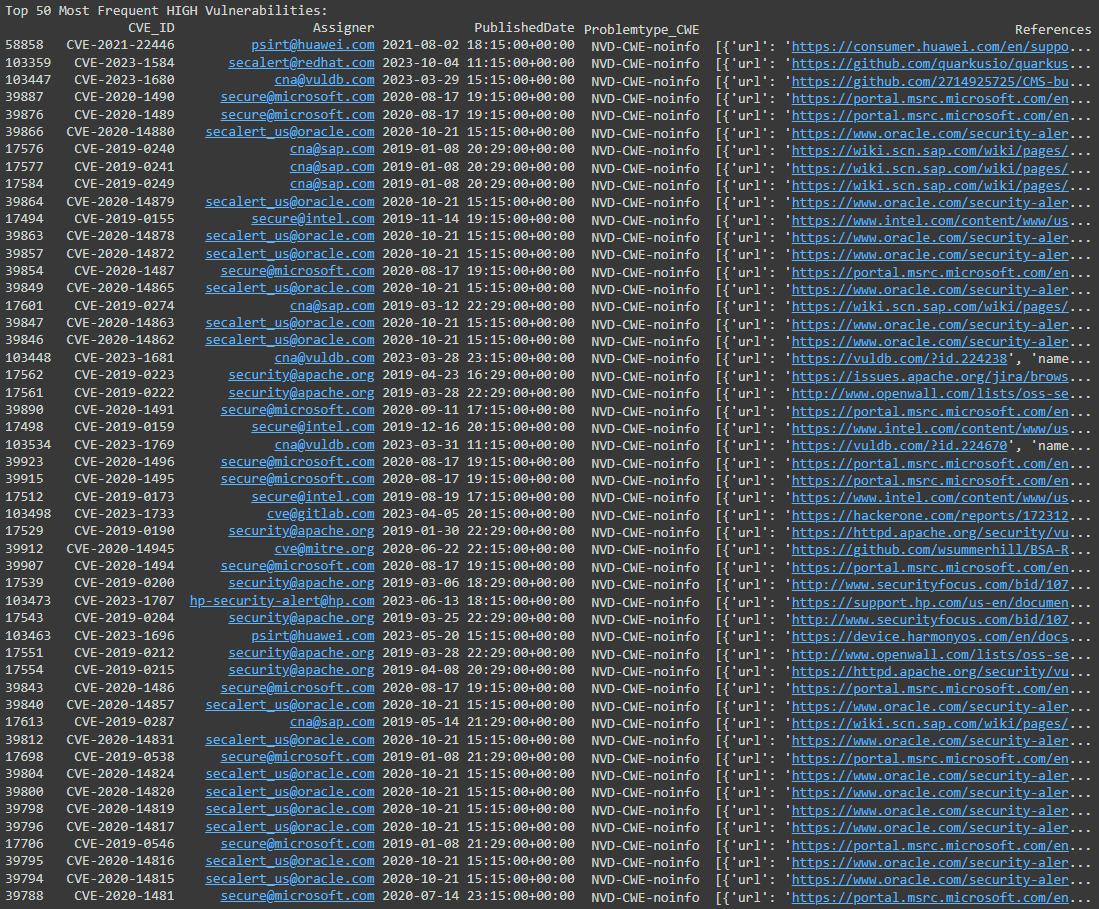 Top 50 Most Frequent HIGH Vulnerabilities:
CVE_ID Assigner PublishedDate Problemtype_CWE References
58858 CVE-2021-22446 psirt@huawei.com 2021-08-02 18:15:00+00:00 NVD-CWE-noinfo [{'url': 'https://consumer.huawei.com/en/suppo...
103359 CVE-2023-1584 secalert@redhat.com 2023-10-04 11:15:00+00:00 NVD-CWE-noinfo [{'url': 'https://github.com/quarkusio/quarkus...
103447 CVE-2023-1680 cna@vuldb.com 2023-03-29 15:15:00+00:00 NVD-CWE-noinfo [{'url': 'https://github.com/2714925725/CMS-bu...
39887 CVE-2020-1490 secure@microsoft.com 2020-08-17 19:15:00+00:00 NVD-CWE-noinfo [{'url': 'https://portal.msrc.microsoft.com/en...
39876 CVE-2020-1489 secure@microsoft.com 2020-08-17 19:15:00+00:00 NVD-CWE-noinfo [{'url': 'https://portal.msrc.microsoft.com/en...
39866 CVE-2020-14880 secalert_us@oracle.com 2020-10-21 15:15:00+00:00 NVD-CWE-noinfo [{'url': 'https://www.oracle.com/security-aler...
17576 CVE-2019-0240 cna@sap.com 2019-01-08 20:29:00+00:00 NVD-CWE-noinfo [{'url': 'https://wiki.scn.sap.com/wiki/pages/...
17577 CVE-2019-0241 cna@sap.com 2019-01-08 20:29:00+00:00 NVD-CWE-noinfo [{'url': 'https://wiki.scn.sap.com/wiki/pages/...
17584 CVE-2019-0249 cna@sap.com 2019-01-08 20:29:00+00:00 NVD-CWE-noinfo [{'url': 'https://wiki.scn.sap.com/wiki/pages/...
39864 CVE-2020-14879 secalert_us@oracle.com 2020-10-21 15:15:00+00:00 NVD-CWE-noinfo [{'url': 'https://www.oracle.com/security-aler...
17494 CVE-2019-0155 secure@intel.com 2019-11-14 19:15:00+00:00 NVD-CWE-noinfo [{'url': 'https://www.intel.com/content/www/us...
39863 CVE-2020-14878 secalert_us@oracle.com 2020-10-21 15:15:00+00:00 NVD-CWE-noinfo [{'url': 'https://www.oracle.com/security-aler...
39857 CVE-2020-14872 secalert_us@oracle.com 2020-10-21 15:15:00+00:00 NVD-CWE-noinfo [{'url': 'https://www.oracle.com/security-aler...
39854 CVE-2020-1487 secure@microsoft.com 2020-08-17 19:15:00+00:00 NVD-CWE-noinfo [{'url': 'https://portal.msrc.microsoft.com/en...
39849 CVE-2020-14865 secalert_us@oracle.com 2020-10-21 15:15:00+00:00 NVD-CWE-noinfo [{'url': 'https://www.oracle.com/security-aler...
17601 CVE-2019-0274 cna@sap.com 2019-03-12 22:29:00+00:00 NVD-CWE-noinfo [{'url': 'https://wiki.scn.sap.com/wiki/pages/...
39847 CVE-2020-14863 secalert_us@oracle.com 2020-10-21 15:15:00+00:00 NVD-CWE-noinfo [{'url': 'https://www.oracle.com/security-aler...
39846 CVE-2020-14862 secalert_us@oracle.com 2020-10-21 15:15:00+00:00 NVD-CWE-noinfo [{'url': 'https://www.oracle.com/security-aler...
103448 CVE-2023-1681 cna@vuldb.com 2023-03-28 23:15:00+00:00 NVD-CWE-noinfo [{'url': 'https://vuldb.com/?id.224238', 'name...
17562 CVE-2019-0223 security@apache.org 2019-04-23 16:29:00+00:00 NVD-CWE-noinfo [{'url': 'https://issues.apache.org/jira/brows...
17561 CVE-2019-0222 security@apache.org 2019-03-28 22:29:00+00:00 NVD-CWE-noinfo [{'url': 'http://www.openwall.com/lists/oss-se...
39890 CVE-2020-1491 secure@microsoft.com 2020-09-11 17:15:00+00:00 NVD-CWE-noinfo [{'url': 'https://portal.msrc.microsoft.com/en...
17498 CVE-2019-0159 secure@intel.com 2019-12-16 20:15:00+00:00 NVD-CWE-noinfo [{'url': 'https://www.intel.com/content/www/us...
103534 CVE-2023-1769 cna@vuldb.com 2023-03-31 11:15:00+00:00 NVD-CWE-noinfo [{'url': 'https://vuldb.com/?id.224670', 'name...
39923 CVE-2020-1496 secure@microsoft.com 2020-08-17 19:15:00+00:00 NVD-CWE-noinfo [{'url': 'https://portal.msrc.microsoft.com/en...
39915 CVE-2020-1495 secure@microsoft.com 2020-08-17 19:15:00+00:00 NVD-CWE-noinfo [{'url': 'https://portal.msrc.microsoft.com/en...
17512 CVE-2019-0173 secure@intel.com 2019-08-19 17:15:00+00:00 NVD-CWE-noinfo [{'url': 'https://www.intel.com/content/www/us...
103498 CVE-2023-1733 cve@gitlab.com 2023-04-05 20:15:00+00:00 NVD-CWE-noinfo [{'url': 'https://hackerone.com/reports/172312...
17529 CVE-2019-0190 security@apache.org 2019-01-30 22:29:00+00:00 NVD-CWE-noinfo [{'url': 'https://httpd.apache.org/security/vu...
39912 CVE-2020-14945 cve@mitre.org 2020-06-22 22:15:00+00:00 NVD-CWE-noinfo [{'url': 'https://github.com/wsummerhill/BSA-R...
39907 CVE-2020-1494 secure@microsoft.com 2020-08-17 19:15:00+00:00 NVD-CWE-noinfo [{'url': 'https://portal.msrc.microsoft.com/en...
17539 CVE-2019-0200 security@apache.org 2019-03-06 18:29:00+00:00 NVD-CWE-noinfo [{'url': 'http://www.securityfocus.com/bid/107...
103473 CVE-2023-1707 hp-security-alert@hp.com 2023-06-13 18:15:00+00:00 NVD-CWE-noinfo [{'url': 'https://support.hp.com/us-en/documen...
17543 CVE-2019-0204 security@apache.org 2019-03-25 22:29:00+00:00 NVD-CWE-noinfo [{'url': 'http://www.securityfocus.com/bid/107...
103463 CVE-2023-1696 psirt@huawei.com 2023-05-20 15:15:00+00:00 NVD-CWE-noinfo [{'url': 'https://device.harmonyos.com/en/docs...
17551 CVE-2019-0212 security@apache.org 2019-03-28 22:29:00+00:00 NVD-CWE-noinfo [{'url': 'http://www.openwall.com/lists/oss-se...
17554 CVE-2019-0215 security@apache.org 2019-04-08 20:29:00+00:00 NVD-CWE-noinfo [{'url': 'https://httpd.apache.org/security/vu...
39843 CVE-2020-1486 secure@microsoft.com 2020-08-17 19:15:00+00:00 NVD-CWE-noinfo [{'url': 'https://portal.msrc.microsoft.com/en...
39840 CVE-2020-14857 secalert_us@oracle.com 2020-10-21 15:15:00+00:00 NVD-CWE-noinfo [{'url': 'https://www.oracle.com/security-aler...
17613 CVE-2019-0287 cna@sap.com 2019-05-14 21:29:00+00:00 NVD-CWE-noinfo [{'url': 'https://wiki.scn.sap.com/wiki/pages/...
39812 CVE-2020-14831 secalert_us@oracle.com 2020-10-21 15:15:00+00:00 NVD-CWE-noinfo [{'url': 'https://www.oracle.com/security-aler...
17698 CVE-2019-0538 secure@microsoft.com 2019-01-08 21:29:00+00:00 NVD-CWE-noinfo [{'url': 'https://portal.msrc.microsoft.com/en...
39804 CVE-2020-14824 secalert_us@oracle.com 2020-10-21 15:15:00+00:00 NVD-CWE-noinfo [{'url': 'https://www.oracle.com/security-aler...
39800 CVE-2020-14820 secalert_us@oracle.com 2020-10-21 15:15:00+00:00 NVD-CWE-noinfo [{'url': 'https://www.oracle.com/security-aler...
39798 CVE-2020-14819 secalert_us@oracle.com 2020-10-21 15:15:00+00:00 NVD-CWE-noinfo [{'url': 'https://www.oracle.com/security-aler...
39796 CVE-2020-14817 secalert_us@oracle.com 2020-10-21 15:15:00+00:00 NVD-CWE-noinfo [{'url': 'https://www.oracle.com/security-aler...
17706 CVE-2019-0546 secure@microsoft.com 2019-01-08 21:29:00+00:00 NVD-CWE-noinfo [{'url': 'https://portal.msrc.microsoft.com/en...
39795 CVE-2020-14816 secalert_us@oracle.com 2020-10-21 15:15:00+00:00 NVD-CWE-noinfo [{'url': 'https://www.oracle.com/security-aler...
39794 CVE-2020-14815 secalert_us@oracle.com 2020-10-21 15:15:00+00:00 NVD-CWE-noinfo [{'url': 'https://www.oracle.com/security-aler...
39788 CVE-2020-1481 secure@microsoft.com 2020-07-14 23:15:00+00:00 NVD-CWE-noinfo [{'url': 'https://portal.msrc.microsoft.com/en...